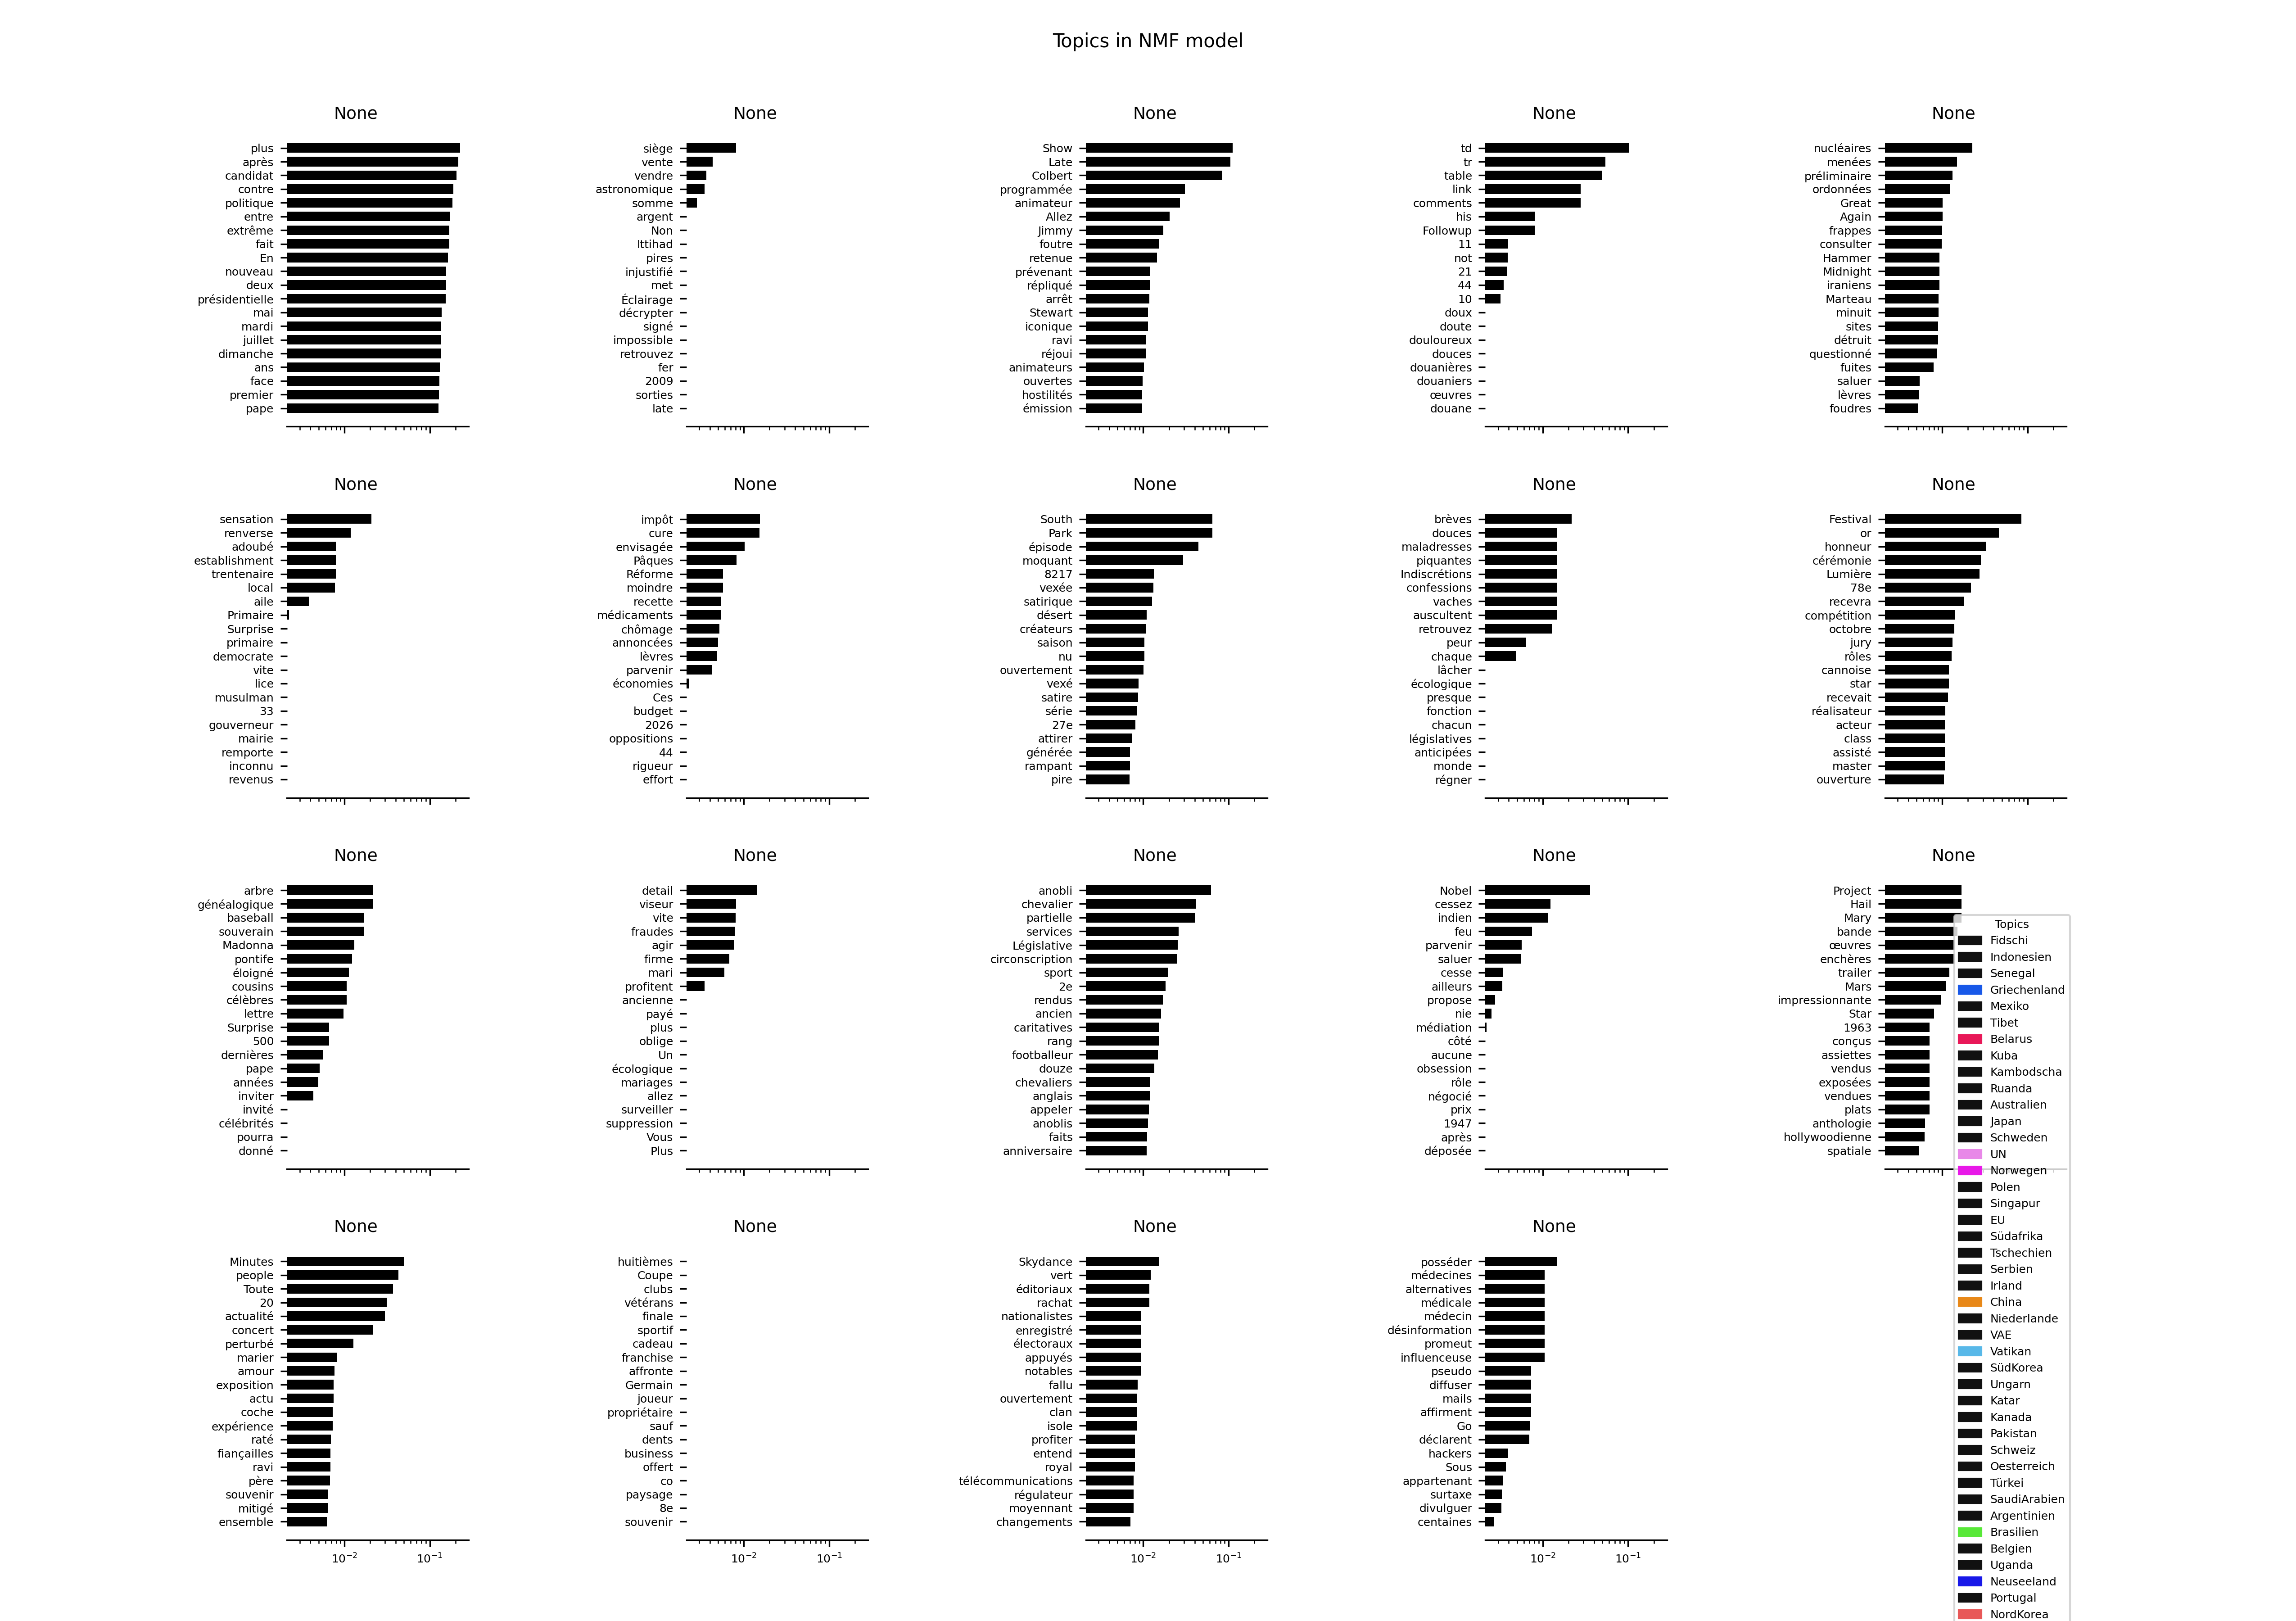 Topics in NMF model
None
plus
après
candidat
contre
politique
entre
extrême
fait
En
nouveau
deux
présidentielle
mai
mardi
juillet
dimanche
ans
face
premier
pape
None
siège
vente
vendre
astronomique
somme
argent
Non
Ittihad
pires
injustifié
met
Éclairage
décrypter
signé
impossible
retrouvez
fer
2009
sorties
late
None
Show
Late
Colbert
programmée
animateur
Allez
Jimmy
foutre
retenue
prévenant
répliqué
arrêt
Stewart
iconique
ravi
réjoui
animateurs
ouvertes
hostilités
émission
None
td
tr
table
link
comments
his
Followup
11
not
21
44
10
doux
doute
douloureux
douces
douanières
douaniers
œuvres
douane
None
nucléaires
menées
préliminaire
ordonnées
Great
Again
frappes
consulter
Hammer
Midnight
iraniens
Marteau
minuit
sites
détruit
questionné
fuites
saluer
lèvres
foudres
None
sensation
renverse
adoubé
establishment
trentenaire
local
aile
Primaire
Surprise
primaire
democrate
vite
lice
musulman
33
gouverneur
mairie
remporte
inconnu
revenus
None
impôt
cure
envisagée
Pâques
Réforme
moindre
recette
médicaments
chômage
annoncées
lèvres
parvenir
économies
Ces
budget
2026
oppositions
44
rigueur
effort
None
South
Park
épisode
moquant
8217
vexée
satirique
désert
créateurs
saison
nu
ouvertement
vexé
satire
série
27e
attirer
générée
rampant
pire
None
brèves
douces
maladresses
piquantes
Indiscrétions
confessions
vaches
auscultent
retrouvez
peur
chaque
lâcher
écologique
presque
fonction
chacun
législatives
anticipées
monde
régner
None
Festival
or
honneur
cérémonie
Lumière
78e
recevra
compétition
octobre
jury
rôles
cannoise
star
recevait
réalisateur
acteur
class
assisté
master
ouverture
None
arbre
généalogique
baseball
souverain
Madonna
pontife
éloigné
cousins
célèbres
lettre
Surprise
500
dernières
pape
années
inviter
invité
célébrités
pourra
donné
None
detail
viseur
vite
fraudes
agir
firme
mari
profitent
ancienne
payé
plus
oblige
Un
écologique
mariages
allez
surveiller
suppression
Vous
Plus
None
anobli
chevalier
partielle
services
Législative
circonscription
sport
2e
rendus
ancien
caritatives
rang
footballeur
douze
chevaliers
anglais
appeler
anoblis
faits
anniversaire
None
Nobel
cessez
indien
feu
parvenir
saluer
cesse
ailleurs
propose
nie
médiation
côté
aucune
obsession
rôle
négocié
prix
1947
après
déposée
None
Project
Hail
Mary
bande
œuvres
enchères
trailer
Mars
impressionnante
Star
1963
conçus
assiettes
vendus
exposées
vendues
plats
anthologie
hollywoodienne
spatiale
None
Minutes
people
Toute
20
actualité
concert
perturbé
marier
amour
exposition
actu
coche
expérience
raté
fiançailles
ravi
père
souvenir
mitigé
ensemble
10⁻² 10⁻¹
None
huitièmes
Coupe
clubs
vétérans
finale
sportif
cadeau
franchise
affronte
Germain
joueur
propriétaire
sauf
dents
business
offert
co
paysage
8e
souvenir
10⁻² 10⁻¹
None
Skydance
vert
éditoriaux
rachat
nationalistes
enregistré
électoraux
appuyés
notables
fallu
ouvertement
clan
isole
profiter
entend
royal
télécommunications
régulateur
moyennant
changements
10⁻² 10⁻¹
None
posséder
médecines
alternatives
médicale
médecin
désinformation
promeut
influenceuse
pseudo
diffuser
mails
affirment
Go
déclarent
hackers
Sous
appartenant
surtaxe
divulguer
centaines
10⁻² 10⁻¹
Topics
Fidschi
Indonesien
Senegal
Griechenland
Mexiko
Tibet
Belarus
Kuba
Kambodscha
Ruanda
Australien
Japan
Schweden
UN
Norwegen
Polen
Singapur
EU
Südafrika
Tschechien
Serbien
Irland
China
Niederlande
VAE
Vatikan
SüdKorea
Ungarn
Katar
Kanada
Pakistan
Schweiz
Oesterreich
Türkei
SaudiArabien
Argentinien
Brasilien
Belgien
Uganda
Neuseeland
Portugal
NordKorea